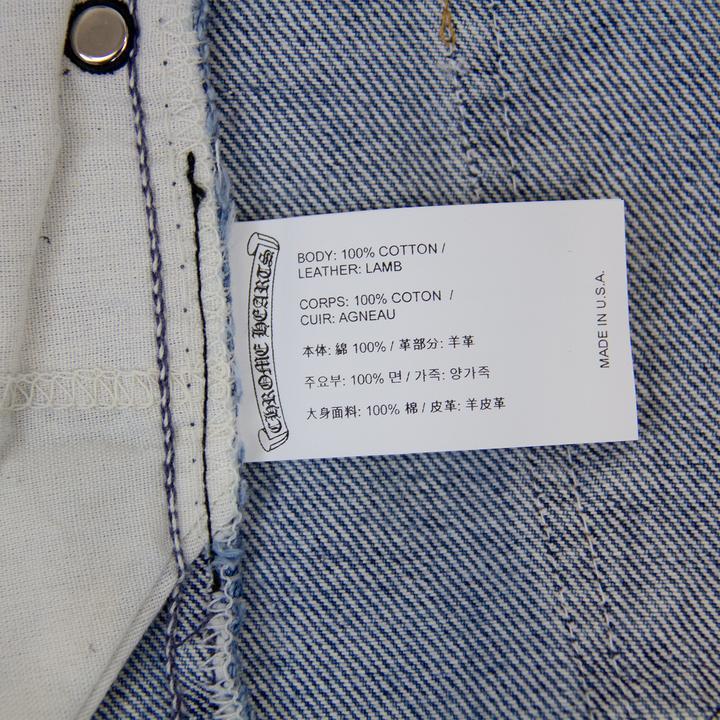 CHROME HEARTS
BODY: 100% COTTON /
LEATHER: LAMB
CORPS: 100% COTON /
CUIR: AGNEAU
本体: 綿 100% / 革部分: 羊革
주요부: 100% 면 / 가죽: 양가죽
大身面料: 100% 棉 / 皮革: 羊皮革
MADE IN U.S.A.